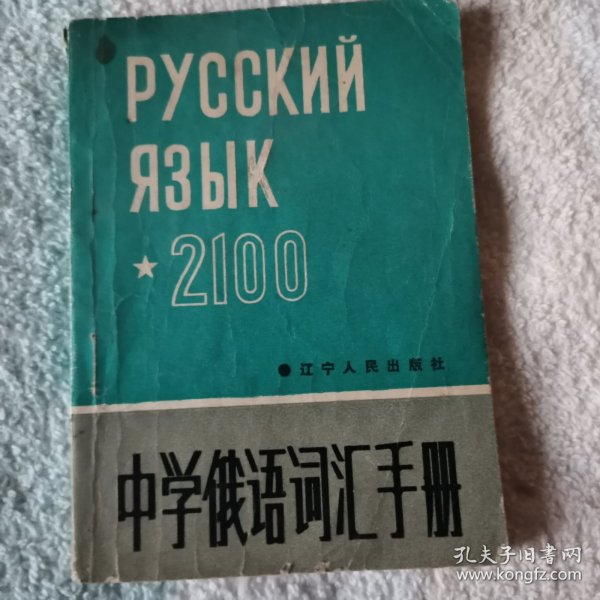 РУССКИЙ
ЯЗЫК
★2100
●辽宁人民出版社
中学俄语词汇手册
孔夫子旧書网
www.kongfz.com